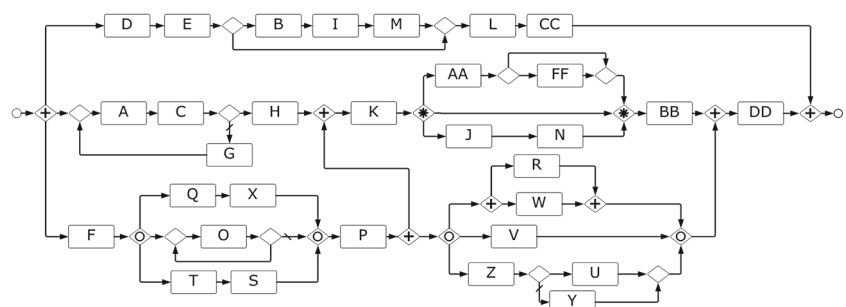 D E B I M L CC
AA FF
A C H K BB DD
J N
G
R
Q X W
F O P V
T S Z U
Y